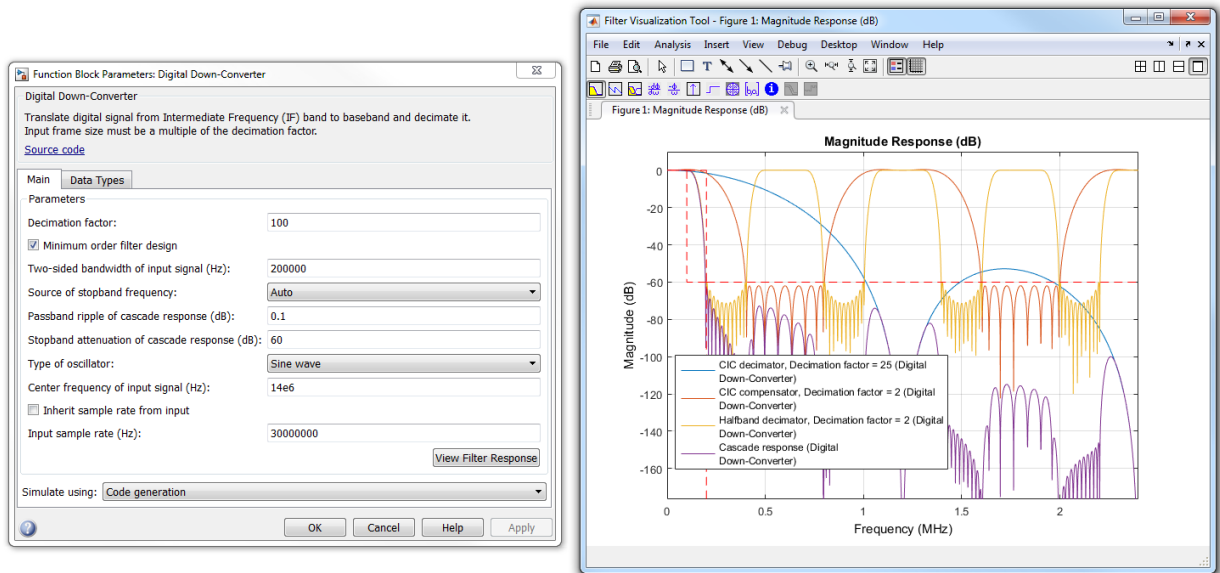 Function Block Parameters: Digital Down-Converter
Digital Down-Converter
Translate digital signal from Intermediate Frequency (IF) band to baseband and decimate it.
Input frame size must be a multiple of the decimation factor.
Source code
Main
Data Types
Parameters
Decimation factor:
100
Minimum order filter design
Two-sided bandwidth of input signal (Hz):
200000
Source of stopband frequency:
Auto
Passband ripple of cascade response (dB):
0.1
Stopband attenuation of cascade response (dB):
60
Type of oscillator:
Sine wave
Center frequency of input signal (Hz):
14e6
Inherit sample rate from input
Input sample rate (Hz):
30000000
View Filter Response
Simulate using:
Code generation
OK
Cancel
Help
Apply
Filter Visualization Tool - Figure 1: Magnitude Response (dB)
File Edit Analysis Insert View Debug Desktop Window Help
Figure 1: Magnitude Response (dB)
Magnitude Response (dB)
Magnitude (dB)
0
-20
-40
-60
-80
-100
-120
-140
-160
CIC decimator, Decimation factor = 25 (Digital
Down-Converter)
CIC compensator, Decimation factor = 2 (Digital
Down-Converter)
Halfband decimator, Decimation factor = 2 (Digital
Down-Converter)
Cascade response (Digital
Down-Converter)
0 0.5 1 1.5 2
Frequency (MHz)